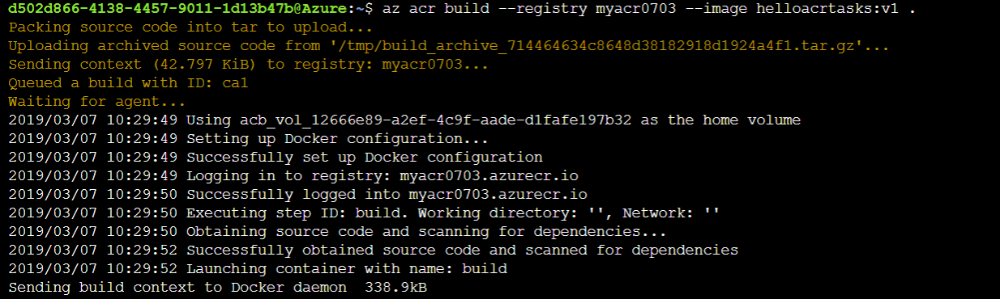 d502d866-4138-4457-9011-1d13b47b@Azure:~$ az acr build --registry myacr0703 --image helloacrtasks:v1 .
Packing source code into tar to upload...
Uploading archived source code from '/tmp/build_archive_714464634c8648d38182918d1924a4f1.tar.gz'...
Sending context (42.797 KiB) to registry: myacr0703...
Queued a build with ID: ca1
Waiting for agent...
2019/03/07 10:29:49 Using acb_vol_12666e89-a2ef-4c9f-aade-d1fafe197b32 as the home volume
2019/03/07 10:29:49 Setting up Docker configuration...
2019/03/07 10:29:49 Successfully set up Docker configuration
2019/03/07 10:29:49 Logging in to registry: myacr0703.azurecr.io
2019/03/07 10:29:50 Successfully logged into myacr0703.azurecr.io
2019/03/07 10:29:50 Executing step ID: build. Working directory: '', Network: ''
2019/03/07 10:29:50 Obtaining source code and scanning for dependencies...
2019/03/07 10:29:52 Successfully obtained source code and scanned for dependencies
2019/03/07 10:29:52 Launching container with name: build
Sending build context to Docker daemon  338.9kB